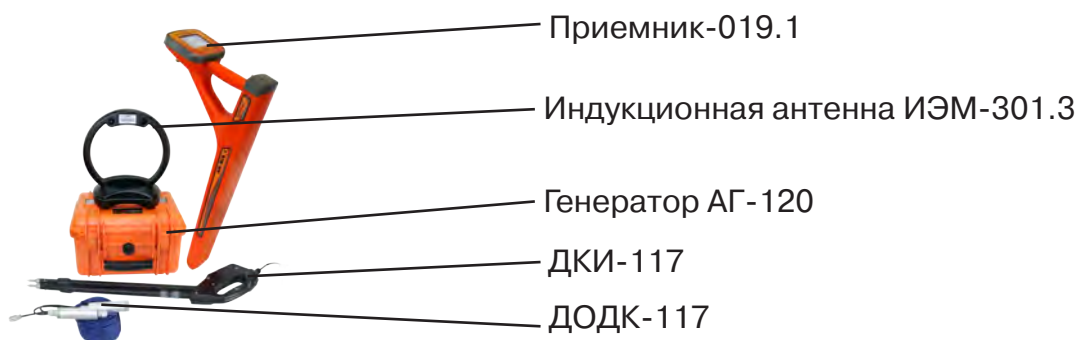 Приемник-019.1
Индукционная антенна ИЭМ-301.3
Генератор АГ-120
ДКИ-117
ДОДК-117